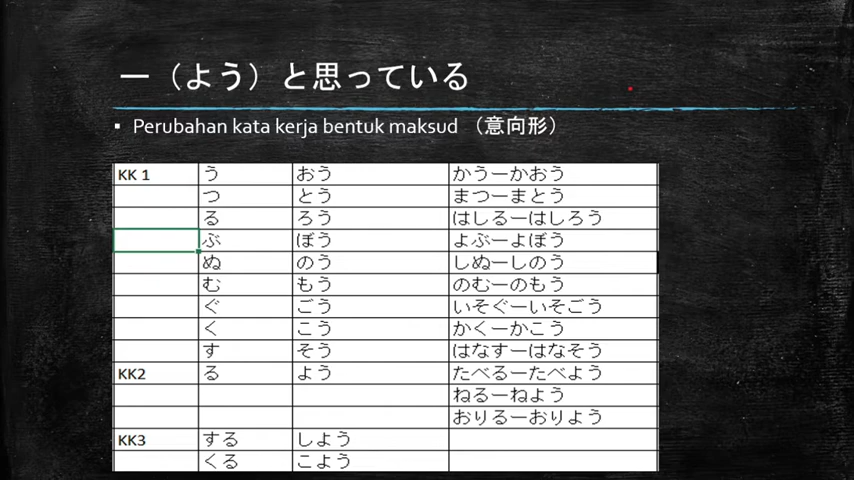 ー（よう）と思っている
▪ Perubahan kata kerja bentuk maksud （意向形）
KK 1 う おう かうーかおう
つ とう まつーまとう
る ろう はしるーはしろう
ぶ ぼう よぶーよぼう
ぬ のう しぬーしのう
む もう のむーのもう
ぐ ごう いそぐーいそごう
く こう かくーかこう
す そう はなすーはなそう
KK2 る よう たべるーたべよう
ねるーねよう
おりるーおりよう
KK3 する しよう
くる こよう